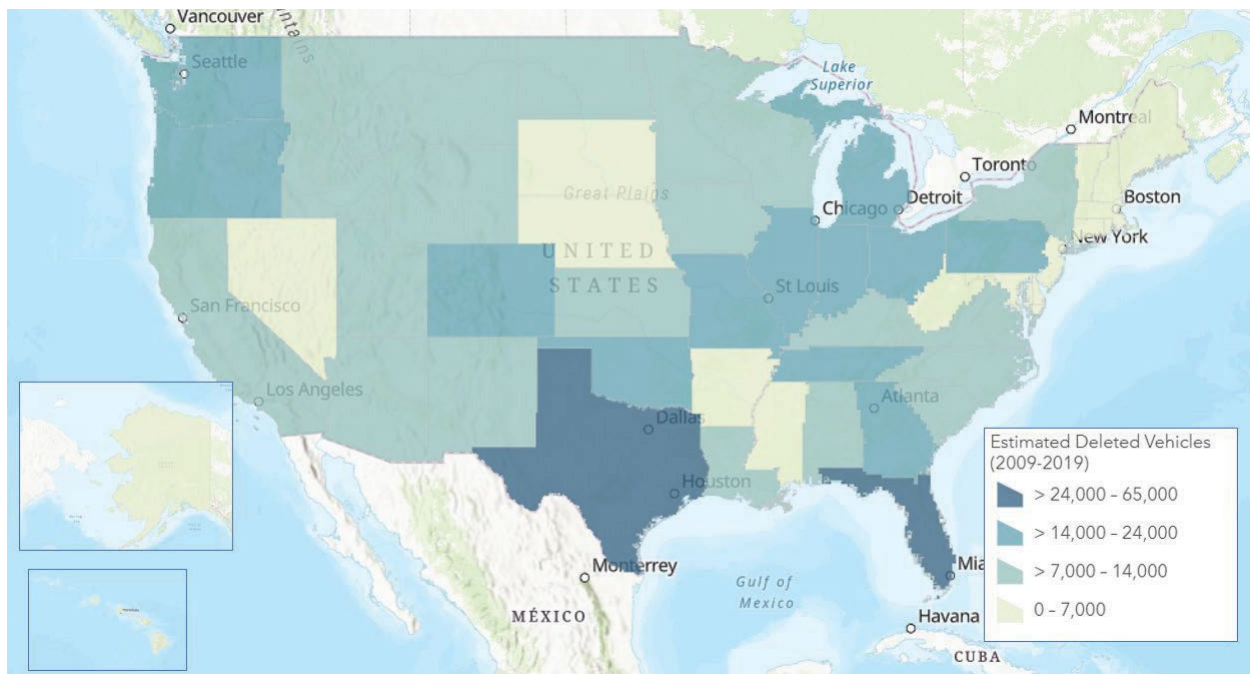 Vancouver
ntains
Seattle
Lake
Superior
Montreal
Toronto
Great Plains
Chicago
Detroit
Boston
New York
UNITED
STATES
St Louis
San Francisco
Los Angeles
Atlanta
Dallas
Houston
Estimated Deleted Vehicles
(2009-2019)
> 24,000 – 65,000
> 14,000 – 24,000
> 7,000 – 14,000
0 – 7,000
Monterrey
Gulf of
Mexico
Mia
MÉXICO
Havana
CUBA